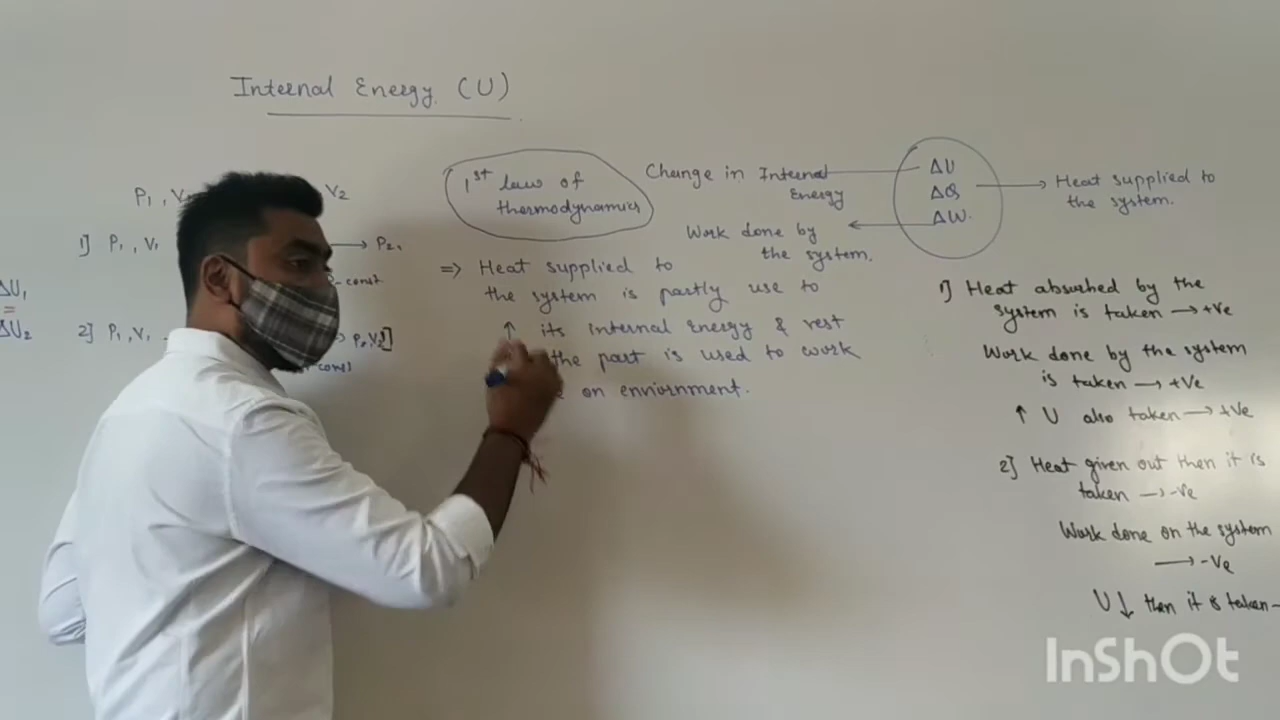 Internal Energy (U)
P1, V2
1] P1, V1 → P2,
P-const
ΔU1
=
ΔU2
2] P1, V1, → P2, V2]
const
1st law of
thermodynamics
Change in Internal
Energy
ΔU
ΔQ
ΔW.
Heat supplied to
the system.
Work done by
the system.
=> Heat supplied to
the system is partly use to
↑ its internal energy & rest
the part is used to work
on enviornment.
1) Heat absorbed by the
system is taken → +ve
Work done by the system
is taken → +ve
↑ U also taken → +ve
2] Heat given out then it is
taken → -ve
Work done on the system
→ -ve
U ↓ then it is taken -
InShOt